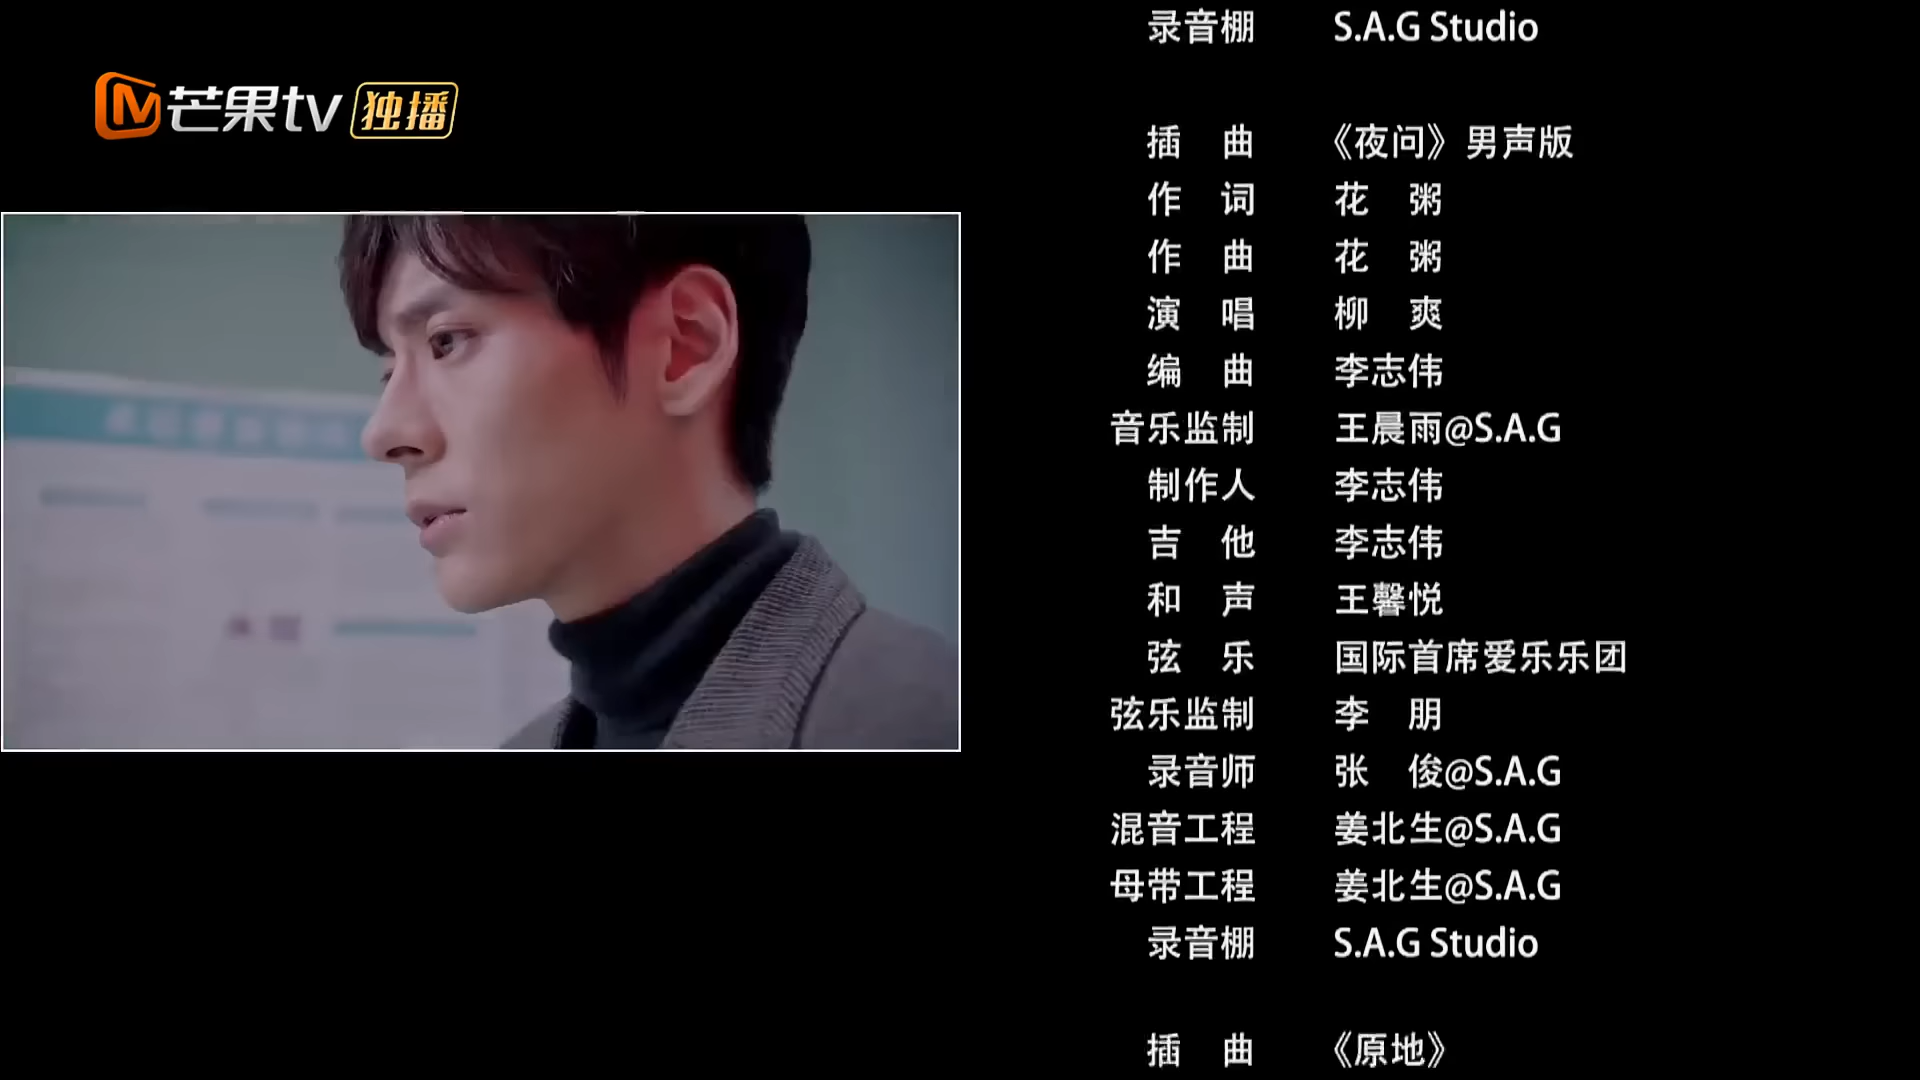 芒果tv 独播
录音棚 S.A.G Studio
插曲 《夜问》男声版
作词 花粥
作曲 花粥
演唱 柳爽
编曲 李志伟
音乐监制 王晨雨@S.A.G
制作人 李志伟
吉他 李志伟
和声 王馨悦
弦乐 国际首席爱乐乐团
弦乐监制 李朋
录音师 张俊@S.A.G
混音工程 姜北生@S.A.G
母带工程 姜北生@S.A.G
录音棚 S.A.G Studio
插曲 《原地》